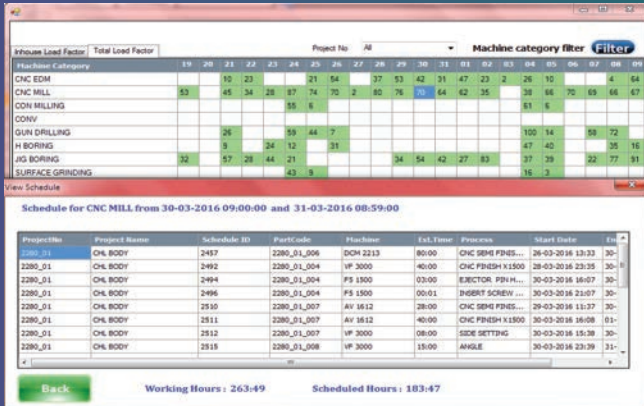 Inhouse Load Factor Total Load Factor Project No All Machine category filter Filter
Machine Category 19 20 21 22 23 24 25 26 27 28 29 30 31 01 02 03 04 05 06 07 08 09
CNC EDM 10 23 21 54 37 53 42 31 47 23 2 26 10 4 64
CNC MILL 53 45 34 28 87 74 70 2 80 76 70 64 62 35 38 66 70 69 66 67
CON MILLING 55 6 61 6
CONV
GUN DRILLING 26 59 44 7 100 14 58 72
H BORING 9 24 12 31 47 40 35 16
JIG BORING 32 57 28 44 21 34 54 42 27 83 37 39 22 77 91
SURFACE GRINDING 43 9 16 3
View Schedule
Schedule for CNC MILL from 30-03-2016 09:00:00 and 31-03-2016 08:59:00
ProjectNo Project Name Schedule ID PartCode Machine Est.Time Process Start Date En
2280_01 CHL BODY 2457 2280_01_006 DCM 2213 80:00 CNC SEMI FINIS... 26-03-2016 13:33 30-
2280_01 CHL BODY 2492 2280_01_004 VF 3000 40:00 CNC FINISH X1500 28-03-2016 23:35 30-
2280_01 CHL BODY 2494 2280_01_004 FS 1500 03:00 EJECTOR PIN H... 30-03-2016 16:07 30-
2280_01 CHL BODY 2496 2280_01_004 FS 1500 00:01 INSERT SCREW ... 30-03-2016 21:07 30-
2280_01 CHL BODY 2510 2280_01_007 AV 1612 28:00 CNC SEMI FINIS... 29-03-2016 11:37 30-
2280_01 CHL BODY 2511 2280_01_007 AV 1612 40:00 CNC FINISH X1500 30-03-2016 16:08 01-
2280_01 CHL BODY 2512 2280_01_007 VF 3000 08:00 SIDE SETTING 30-03-2016 15:38 30-
2280_01 CHL BODY 2515 2280_01_008 VF 3000 15:00 ANGLE 30-03-2016 23:39 31-
Back Working Hours : 263:49 Scheduled Hours : 183:47